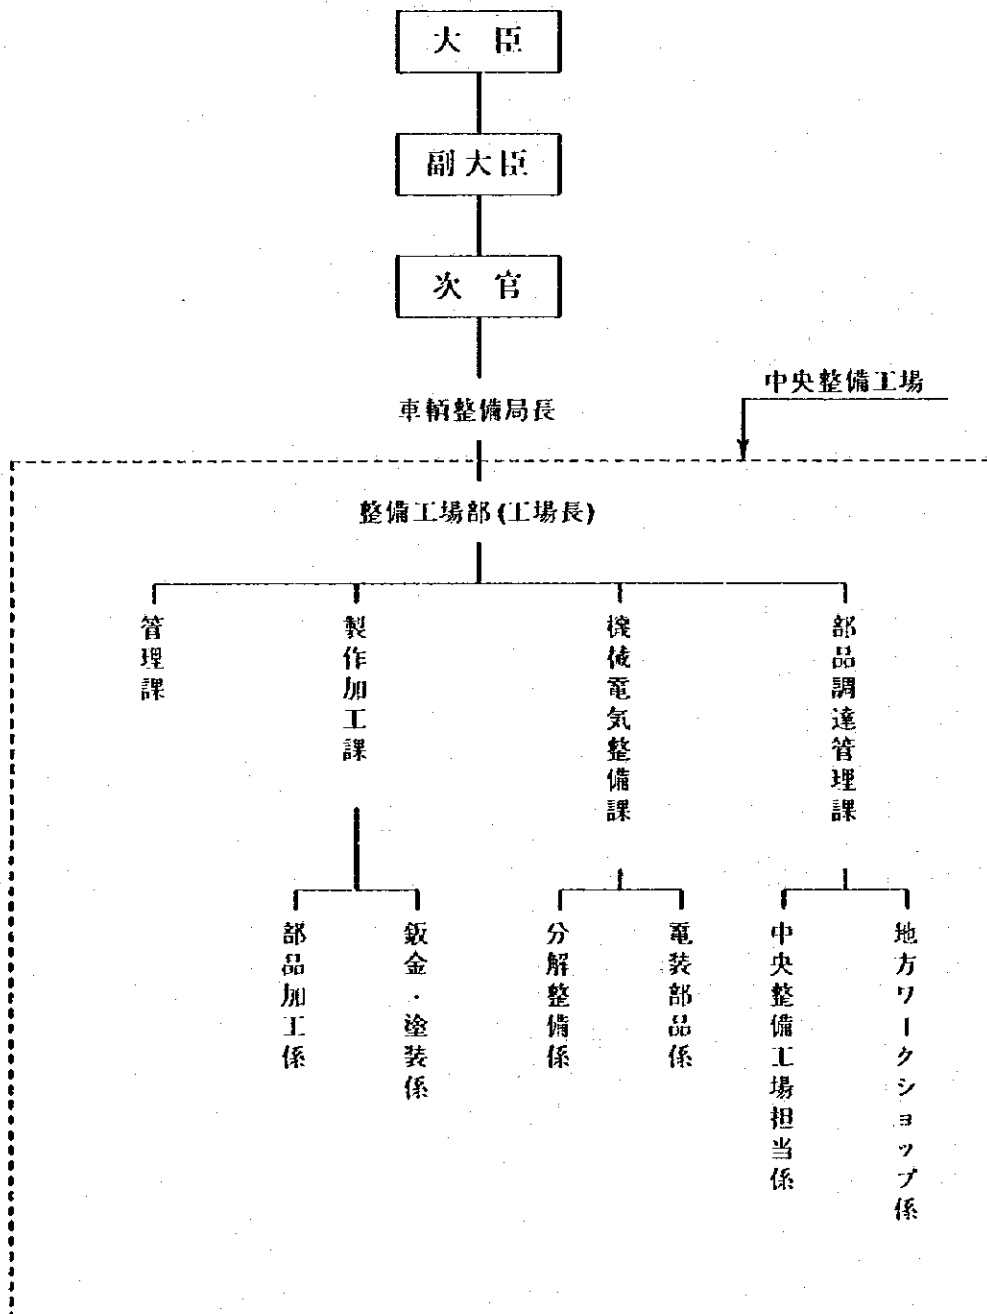 大臣
副大臣
次官
中央整備工場
車輌整備局長
整備工場部(工場長)
管理課
製作加工課
機械電気整備課
部品調達管理課
部品加工係
鈑金・塗装係
分解整備係
電装部品係
中央整備工場担当係
地方ワークショップ係